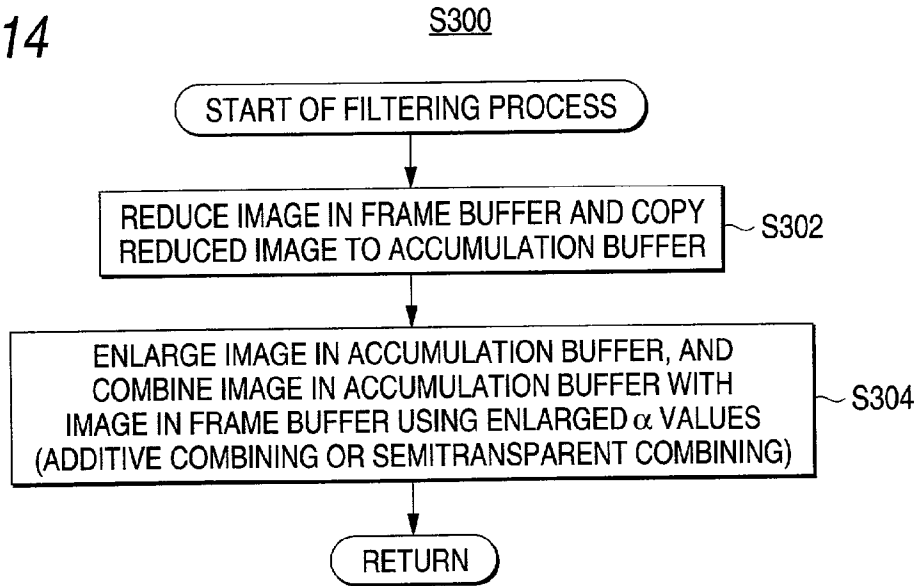 14
S300
START OF FILTERING PROCESS
REDUCE IMAGE IN FRAME BUFFER AND COPY
REDUCED IMAGE TO ACCUMULATION BUFFER
S302
ENLARGE IMAGE IN ACCUMULATION BUFFER, AND
COMBINE IMAGE IN ACCUMULATION BUFFER WITH
IMAGE IN FRAME BUFFER USING ENLARGED α VALUES
(ADDITIVE COMBINING OR SEMITRANSPARENT COMBINING)
S304
RETURN